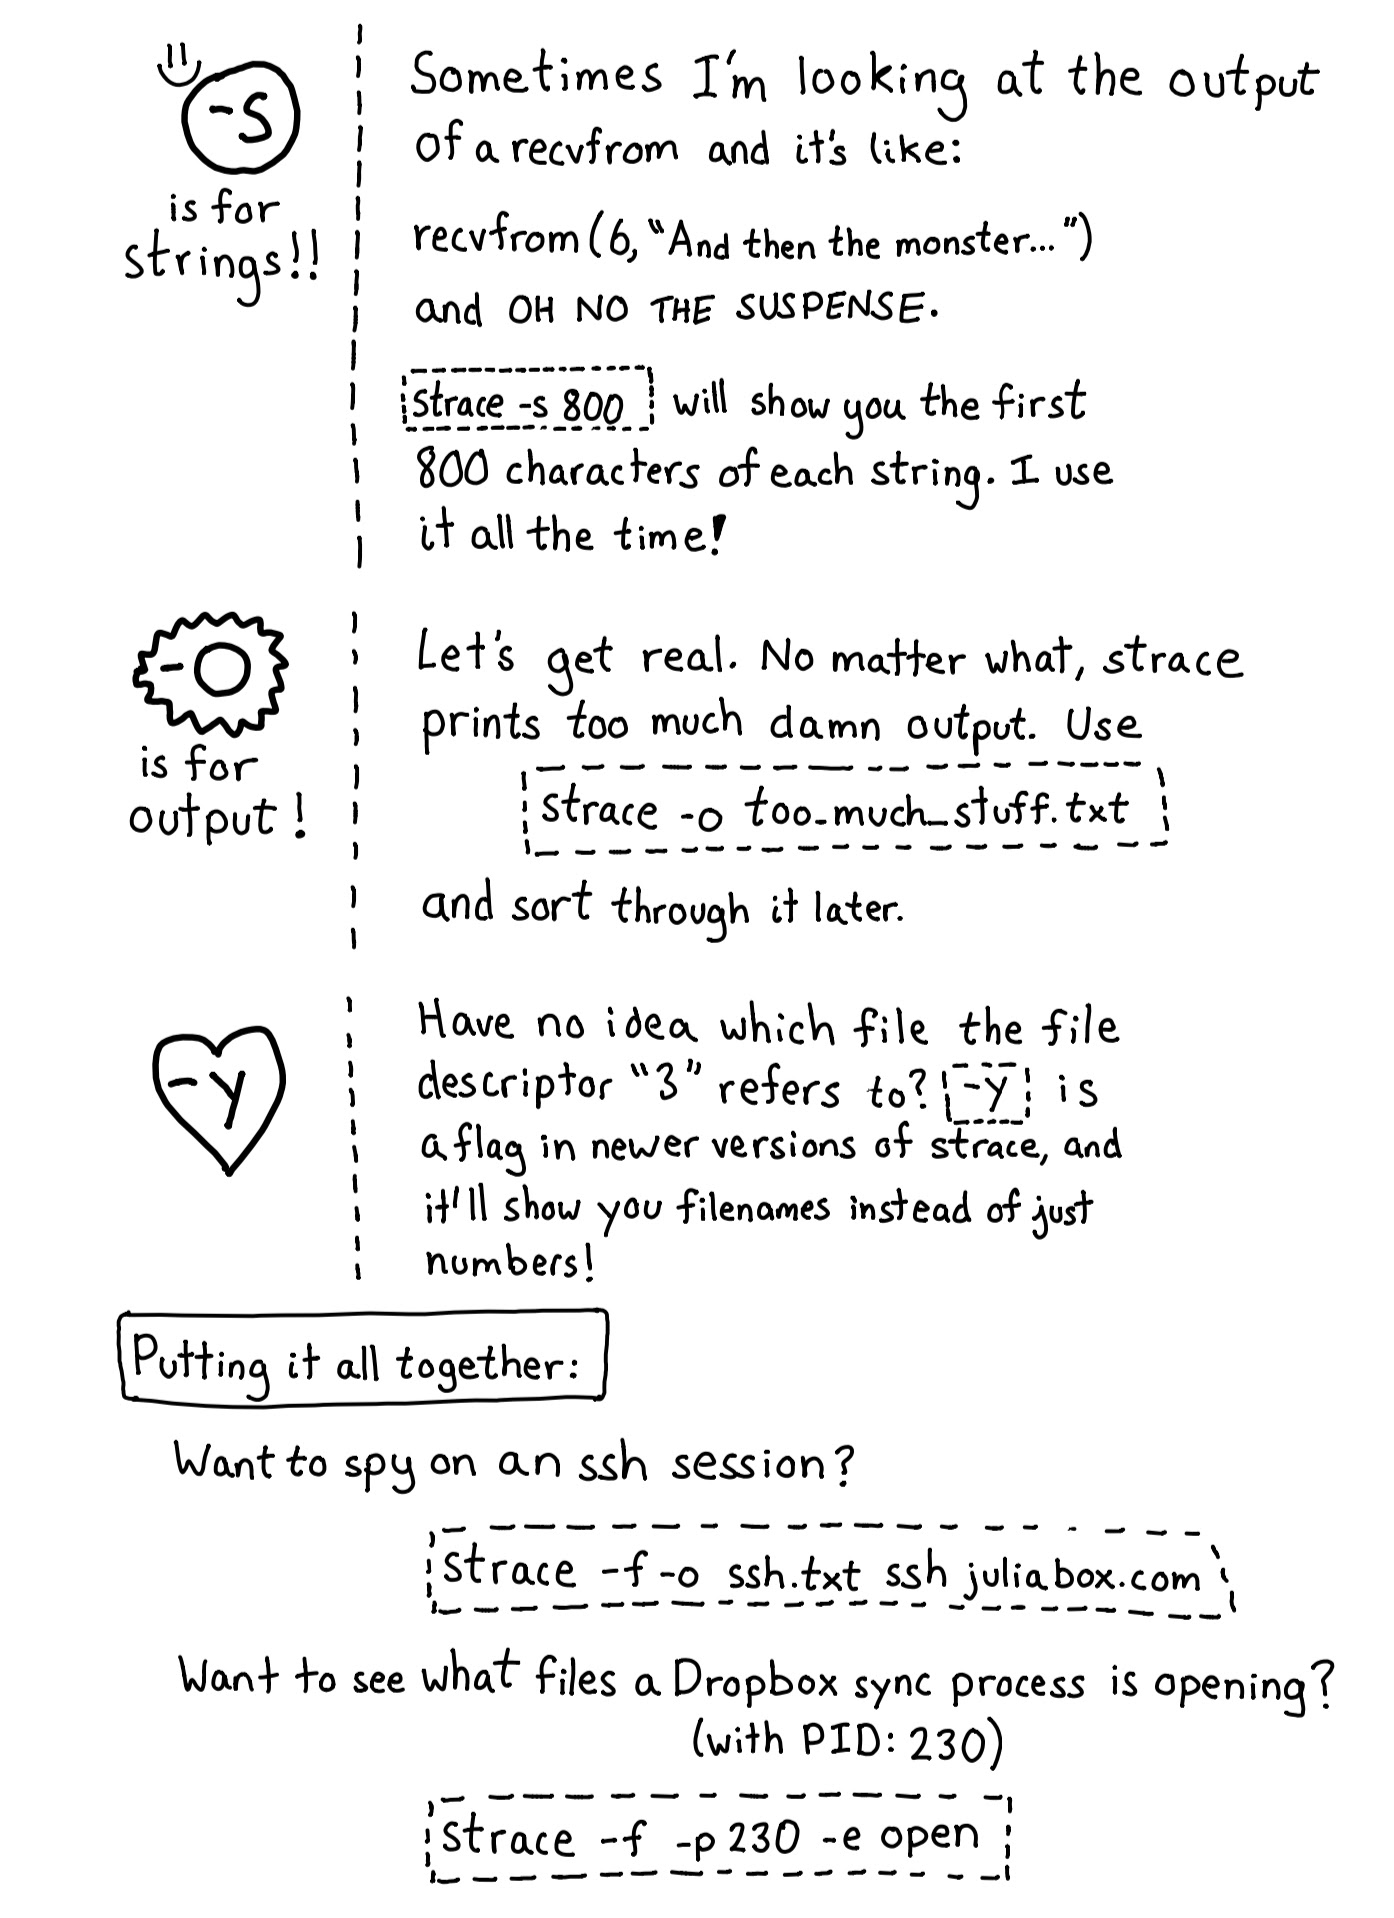 -s
is for
strings!!
Sometimes I'm looking at the output
of a recvfrom and it's like:
recvfrom(6, "And then the monster...")
and OH NO THE SUSPENSE.
strace -s 800 will show you the first
800 characters of each string. I use
it all the time!
-o
is for
output!
Let's get real. No matter what, strace
prints too much damn output. Use
strace -o too_much_stuff.txt
and sort through it later.
-y
Have no idea which file the file
descriptor "3" refers to? -y is
a flag in newer versions of strace, and
it'll show you filenames instead of just
numbers!
Putting it all together:
Want to spy on an ssh session?
strace -f -o ssh.txt ssh juliabox.com
Want to see what files a Dropbox sync process is opening?
(with PID: 230)
strace -f -p 230 -e open